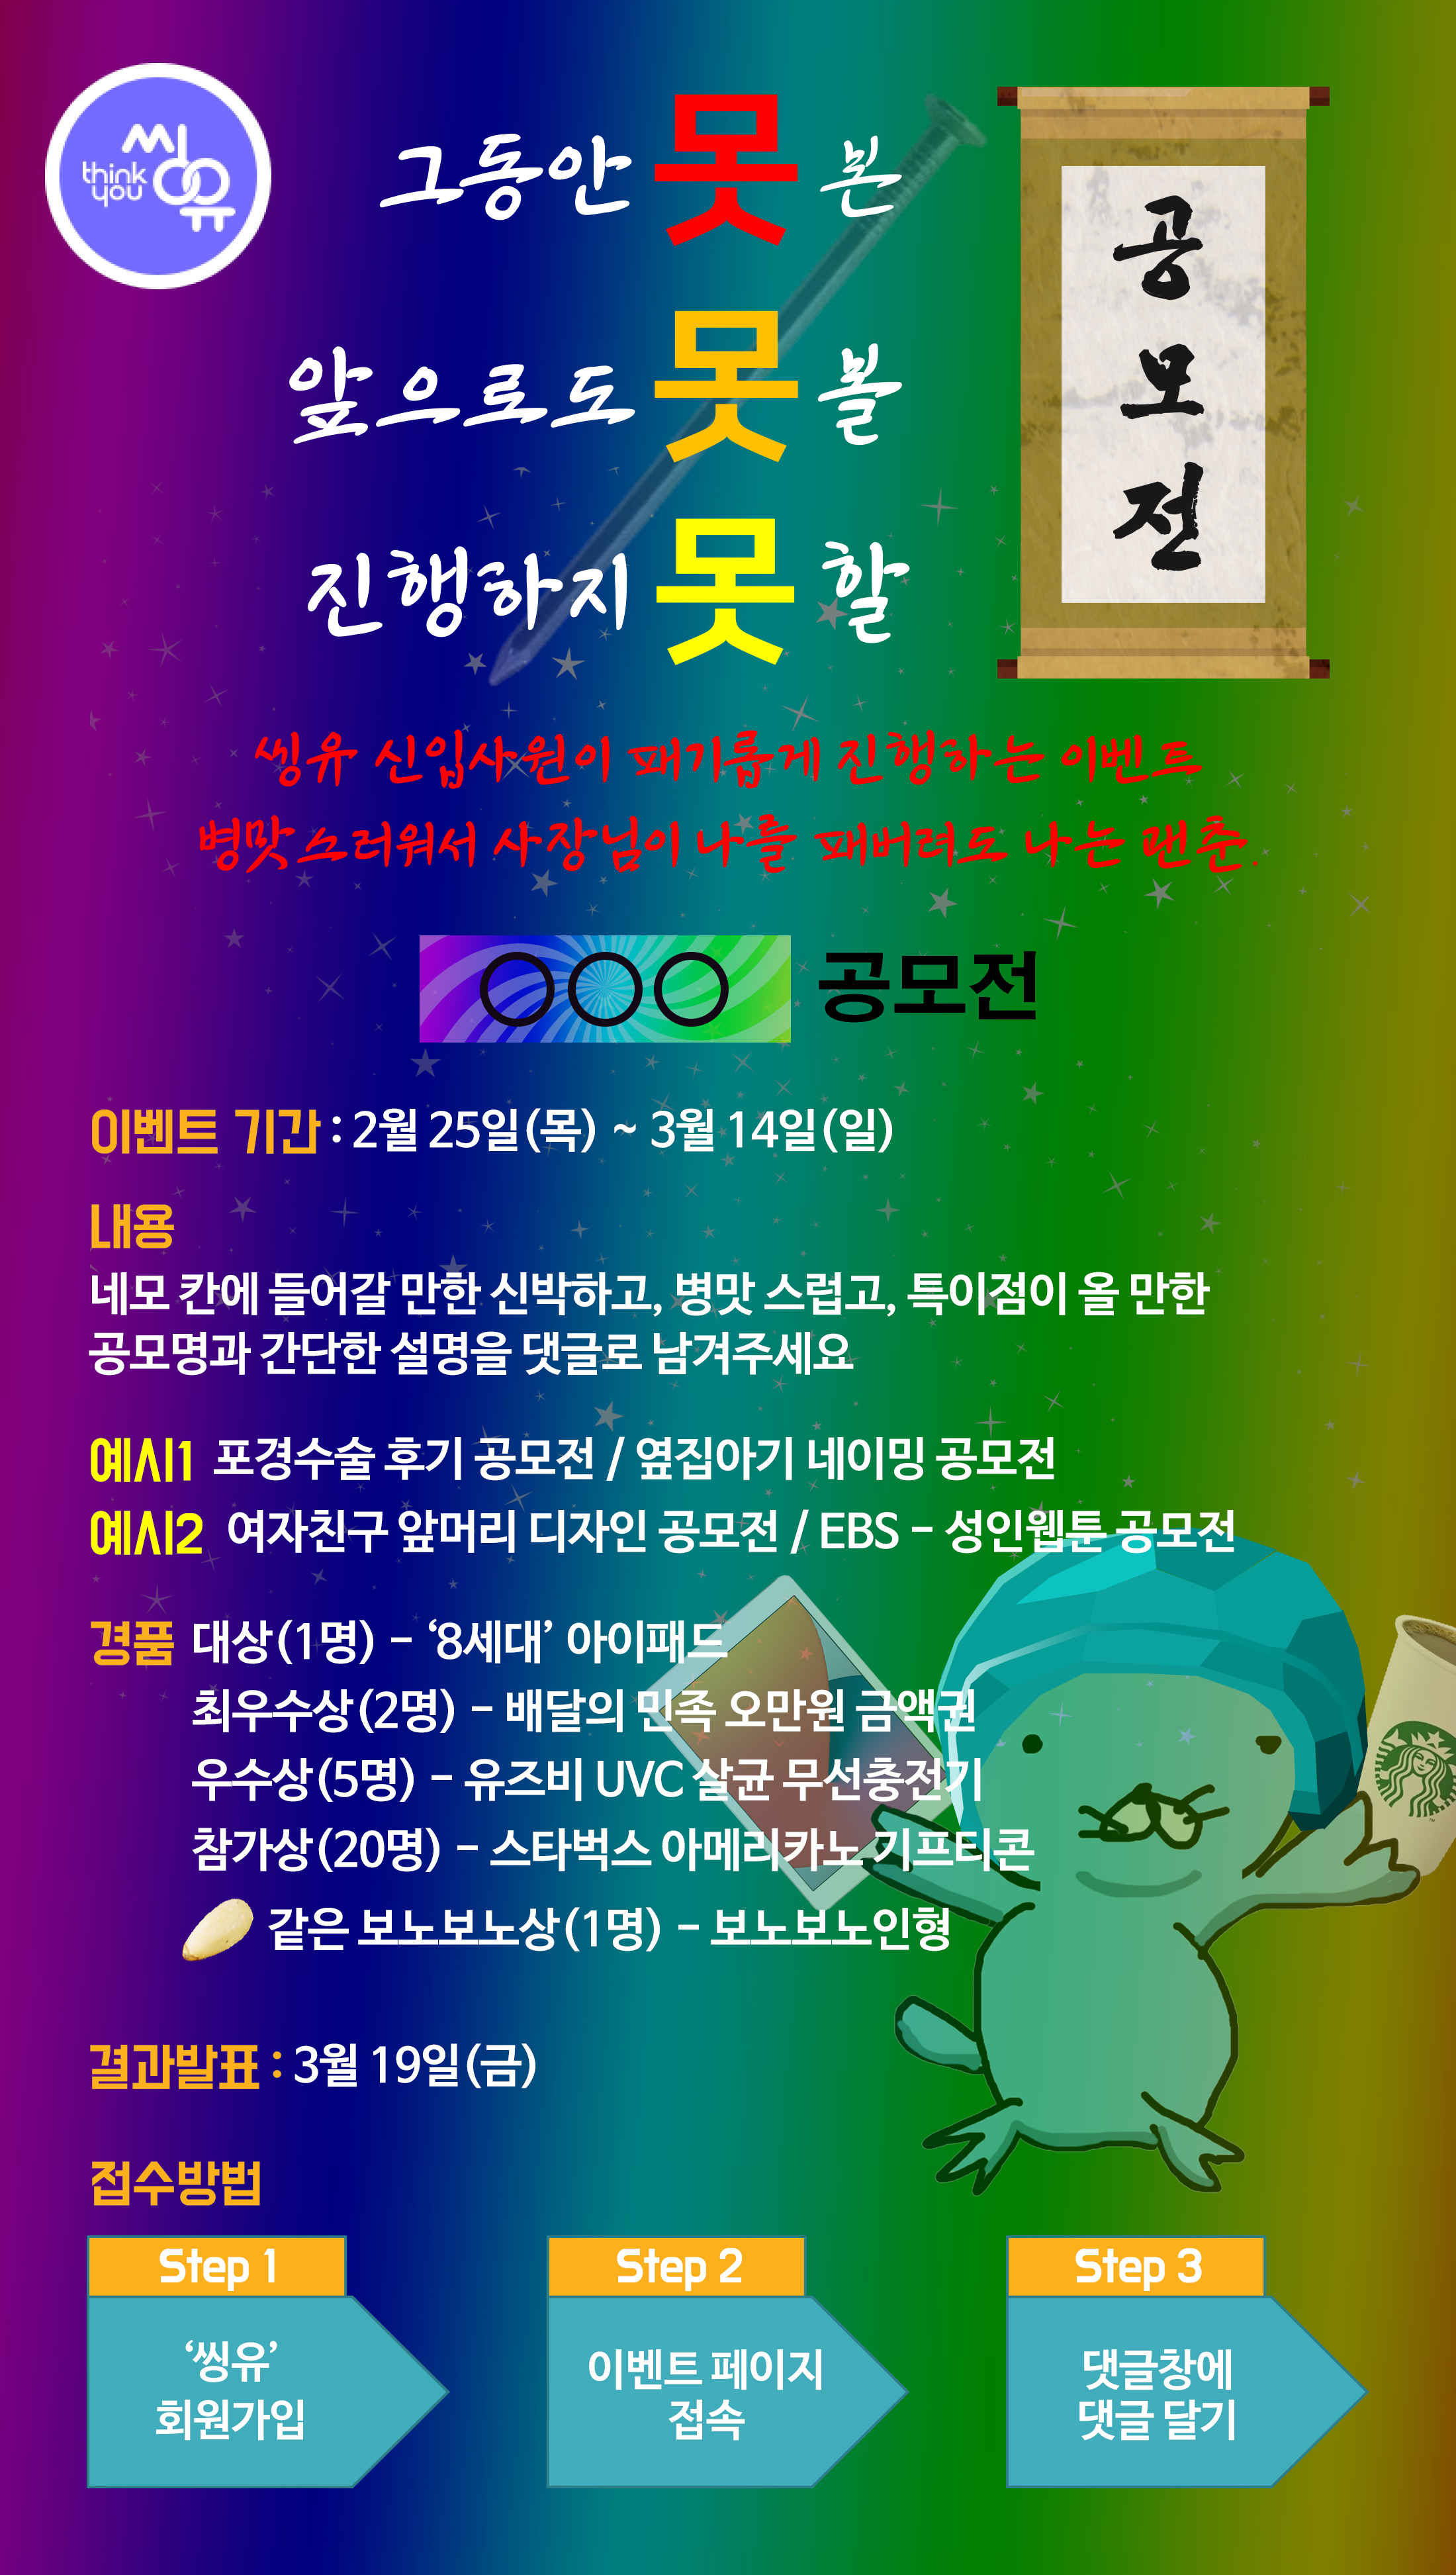 씽유
think
you
그동안 못 본
앞으로도 못 볼
진행하지 못 할
공
모
전
씽유 신입사원이 패기롭게 진행하는 이벤트
병맛스러워서 사장님이 나를 패버려도 나는 괜춘.
○○○ 공모전
이벤트 기간 : 2월 25일(목) ~ 3월 14일(일)
내용
네모 칸에 들어갈 만한 신박하고, 병맛 스럽고, 특이점이 올 만한
공모명과 간단한 설명을 댓글로 남겨주세요
예시1 포경수술 후기 공모전 / 옆집아기 네이밍 공모전
예시2 여자친구 앞머리 디자인 공모전 / EBS - 성인웹툰 공모전
경품 대상(1명) - ‘8세대’ 아이패드
최우수상(2명) - 배달의 민족 오만원 금액권
우수상(5명) - 유즈비 UVC 살균 무선충전기
참가상(20명) - 스타벅스 아메리카노 기프티콘
같은 보노보노상(1명) - 보노보노인형
결과발표 : 3월 19일(금)
접수방법
Step 1
‘씽유’
회원가입
Step 2
이벤트 페이지
접속
Step 3
댓글창에
댓글 달기